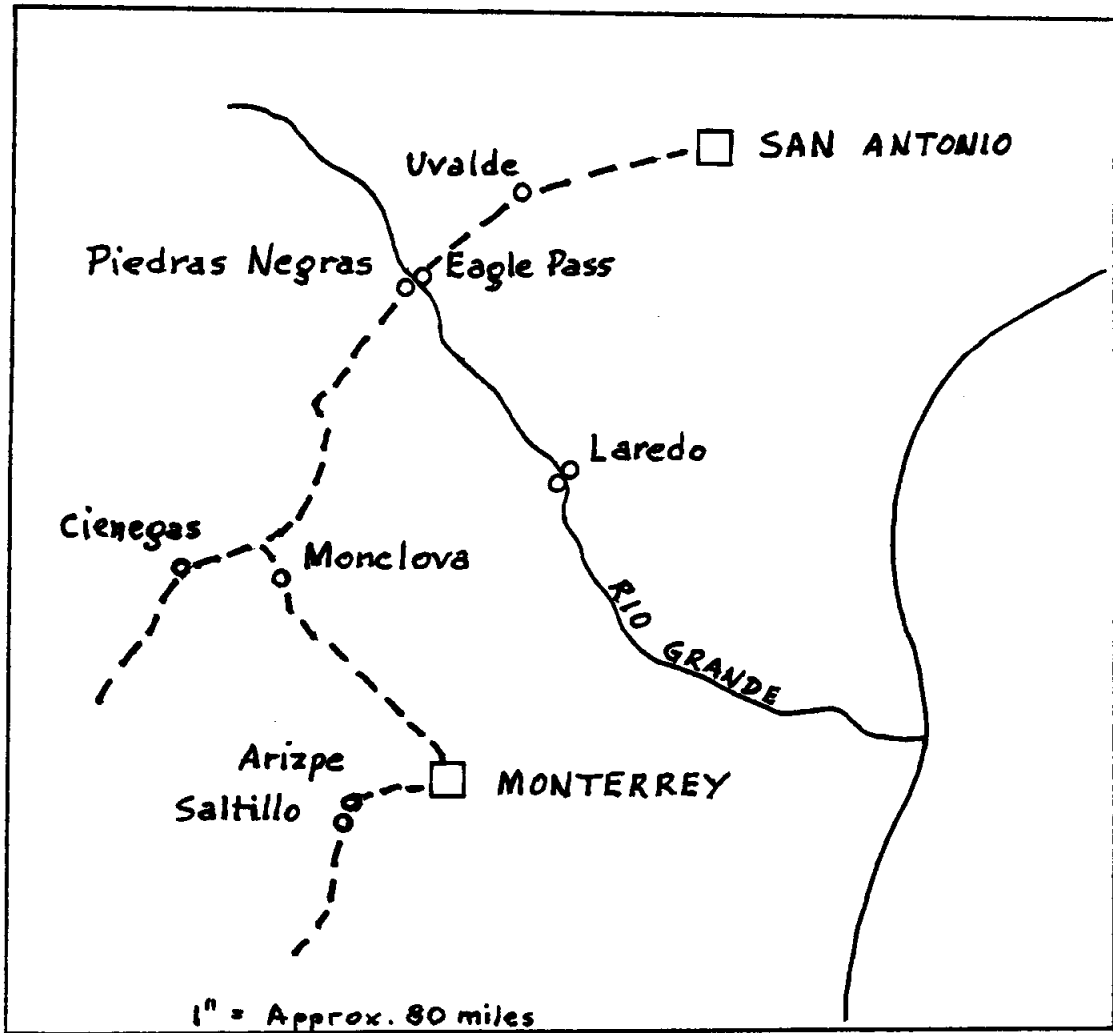 SAN ANTONIO
Uvalde
Piedras Negras
Eagle Pass
Laredo
Cienegas
Monclova
RIO GRANDE
Arizpe
Saltillo
MONTERREY
1" = Approx. 80 miles